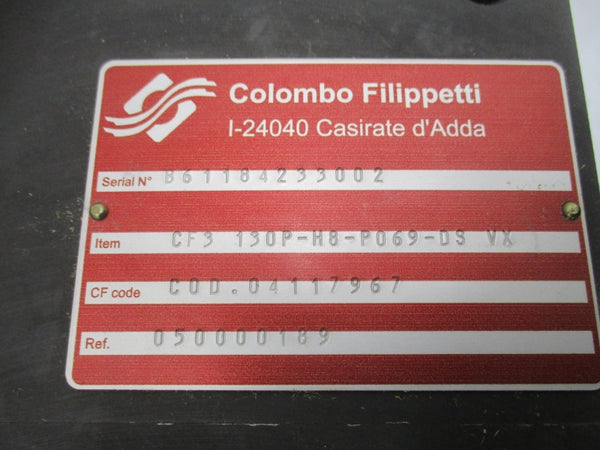 Colombo Filippetti
I-24040 Casirate d'Adda
Serial N° B61184233002
Item CF3 130P-H8-P069-DS VX
CF code COD.04117967
Ref. 050000189